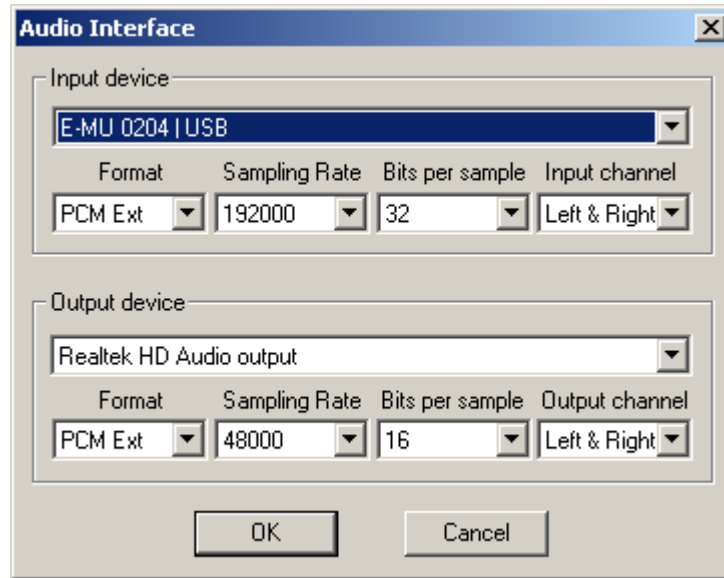 Audio Interface
Input device
E-MU 0204 | USB
Format Sampling Rate Bits per sample Input channel
PCM Ext 192000 32 Left & Right
Output device
Realtek HD Audio output
Format Sampling Rate Bits per sample Output channel
PCM Ext 48000 16 Left & Right
OK Cancel